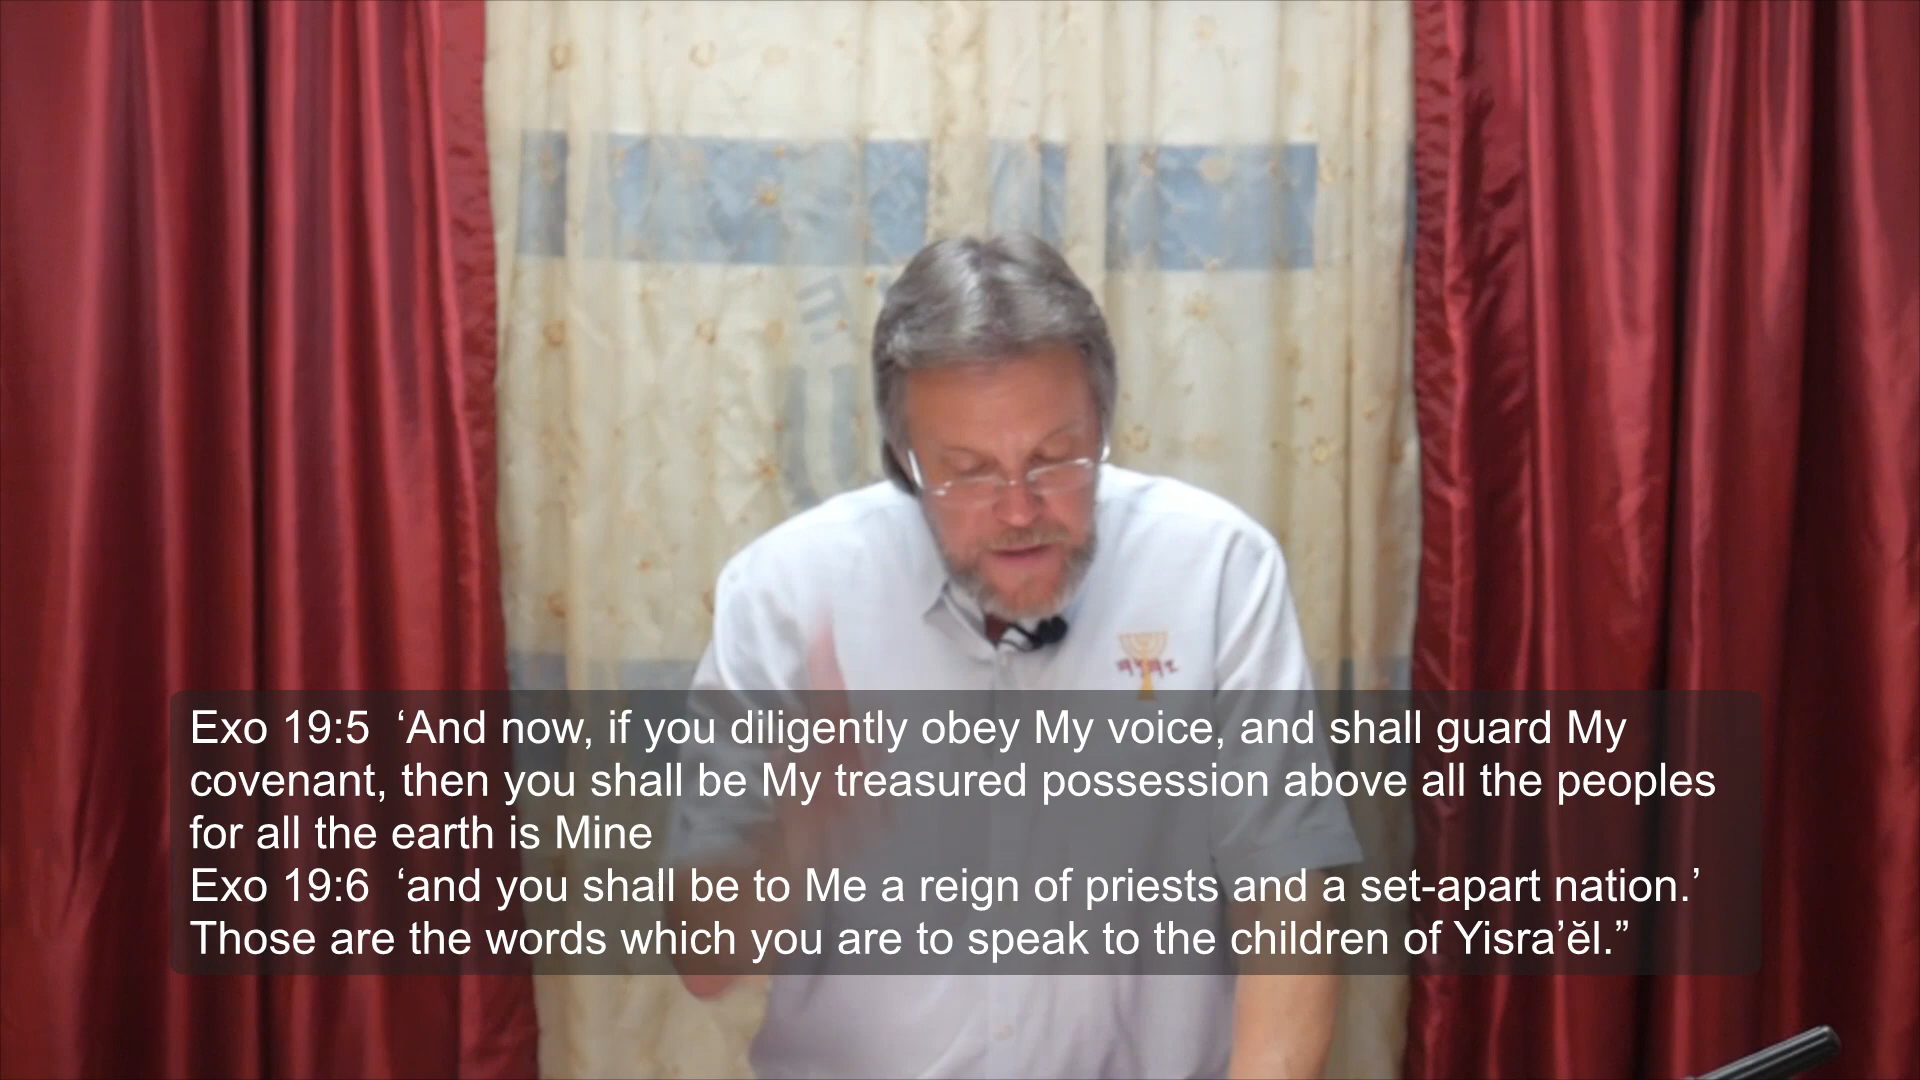 Exo 19:5  ‘And now, if you diligently obey My voice, and shall guard My
covenant, then you shall be My treasured possession above all the peoples
for all the earth is Mine
Exo 19:6  ‘and you shall be to Me a reign of priests and a set-apart nation.’
Those are the words which you are to speak to the children of Yisra’ĕl.”